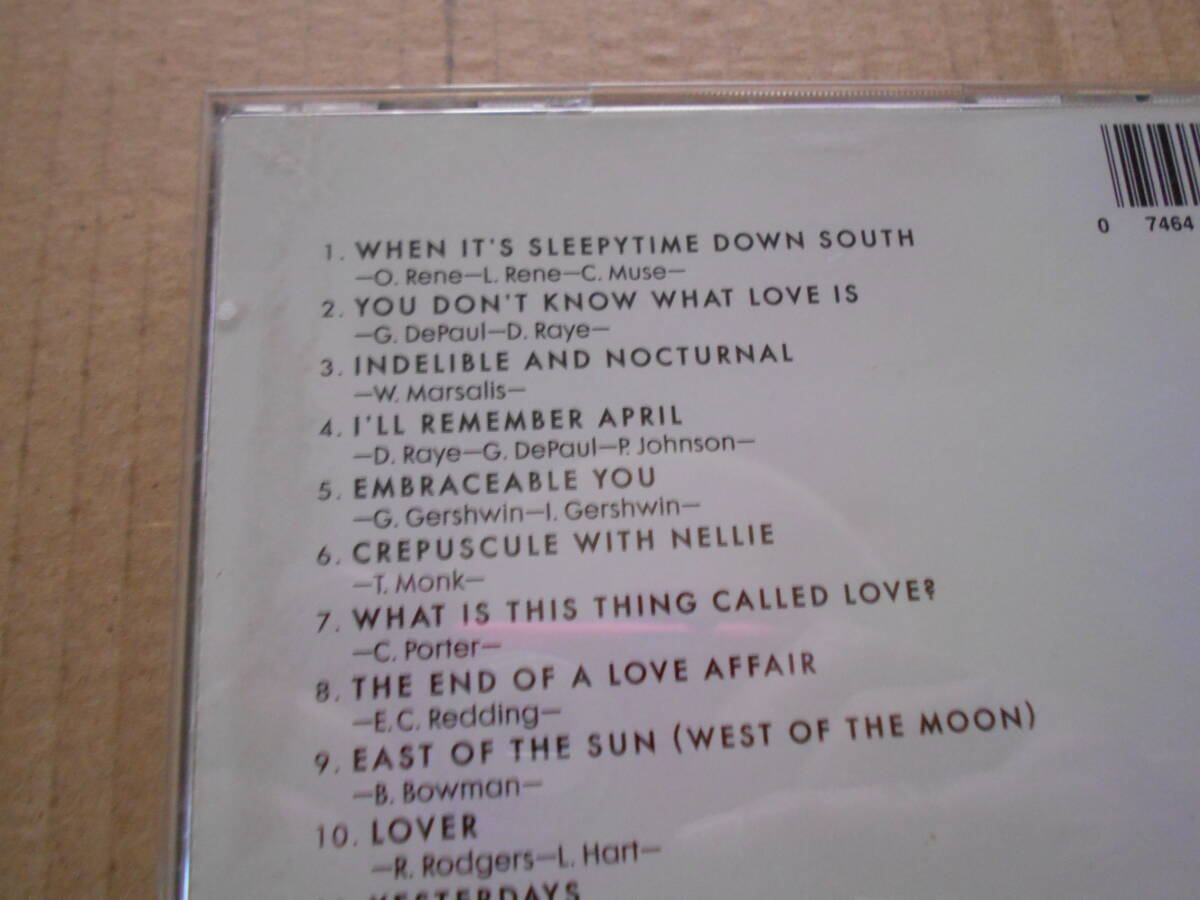 0 7464
1. WHEN IT'S SLEEPYTIME DOWN SOUTH
—O. Rene—L. Rene—C. Muse—
2. YOU DON'T KNOW WHAT LOVE IS
—G. DePaul—D. Raye—
3. INDELIBLE AND NOCTURNAL
—W. Marsalis—
4. I'LL REMEMBER APRIL
—D. Raye—G. DePaul—P. Johnson—
5. EMBRACEABLE YOU
—G. Gershwin—I. Gershwin—
6. CREPUSCULE WITH NELLIE
—T. Monk—
7. WHAT IS THIS THING CALLED LOVE?
—C. Porter—
8. THE END OF A LOVE AFFAIR
—E.C. Redding—
9. EAST OF THE SUN (WEST OF THE MOON)
—B. Bowman—
10. LOVER
—R. Rodgers—L. Hart—
YESTERDAYS